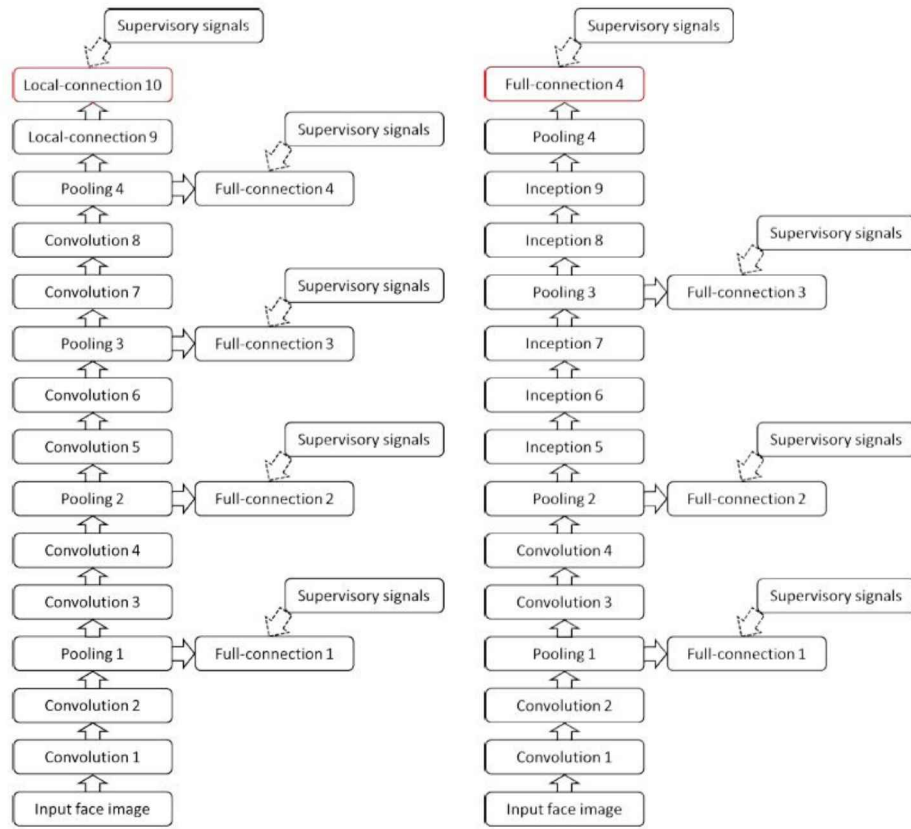 Supervisory signals
Local-connection 10
Local-connection 9
Supervisory signals
Pooling 4
Full-connection 4
Convolution 8
Convolution 7
Supervisory signals
Pooling 3
Full-connection 3
Convolution 6
Convolution 5
Supervisory signals
Pooling 2
Full-connection 2
Convolution 4
Convolution 3
Supervisory signals
Pooling 1
Full-connection 1
Convolution 2
Convolution 1
Input face image
Supervisory signals
Full-connection 4
Pooling 4
Inception 9
Inception 8
Supervisory signals
Pooling 3
Full-connection 3
Inception 7
Inception 6
Inception 5
Supervisory signals
Pooling 2
Full-connection 2
Convolution 4
Convolution 3
Supervisory signals
Pooling 1
Full-connection 1
Convolution 2
Convolution 1
Input face image